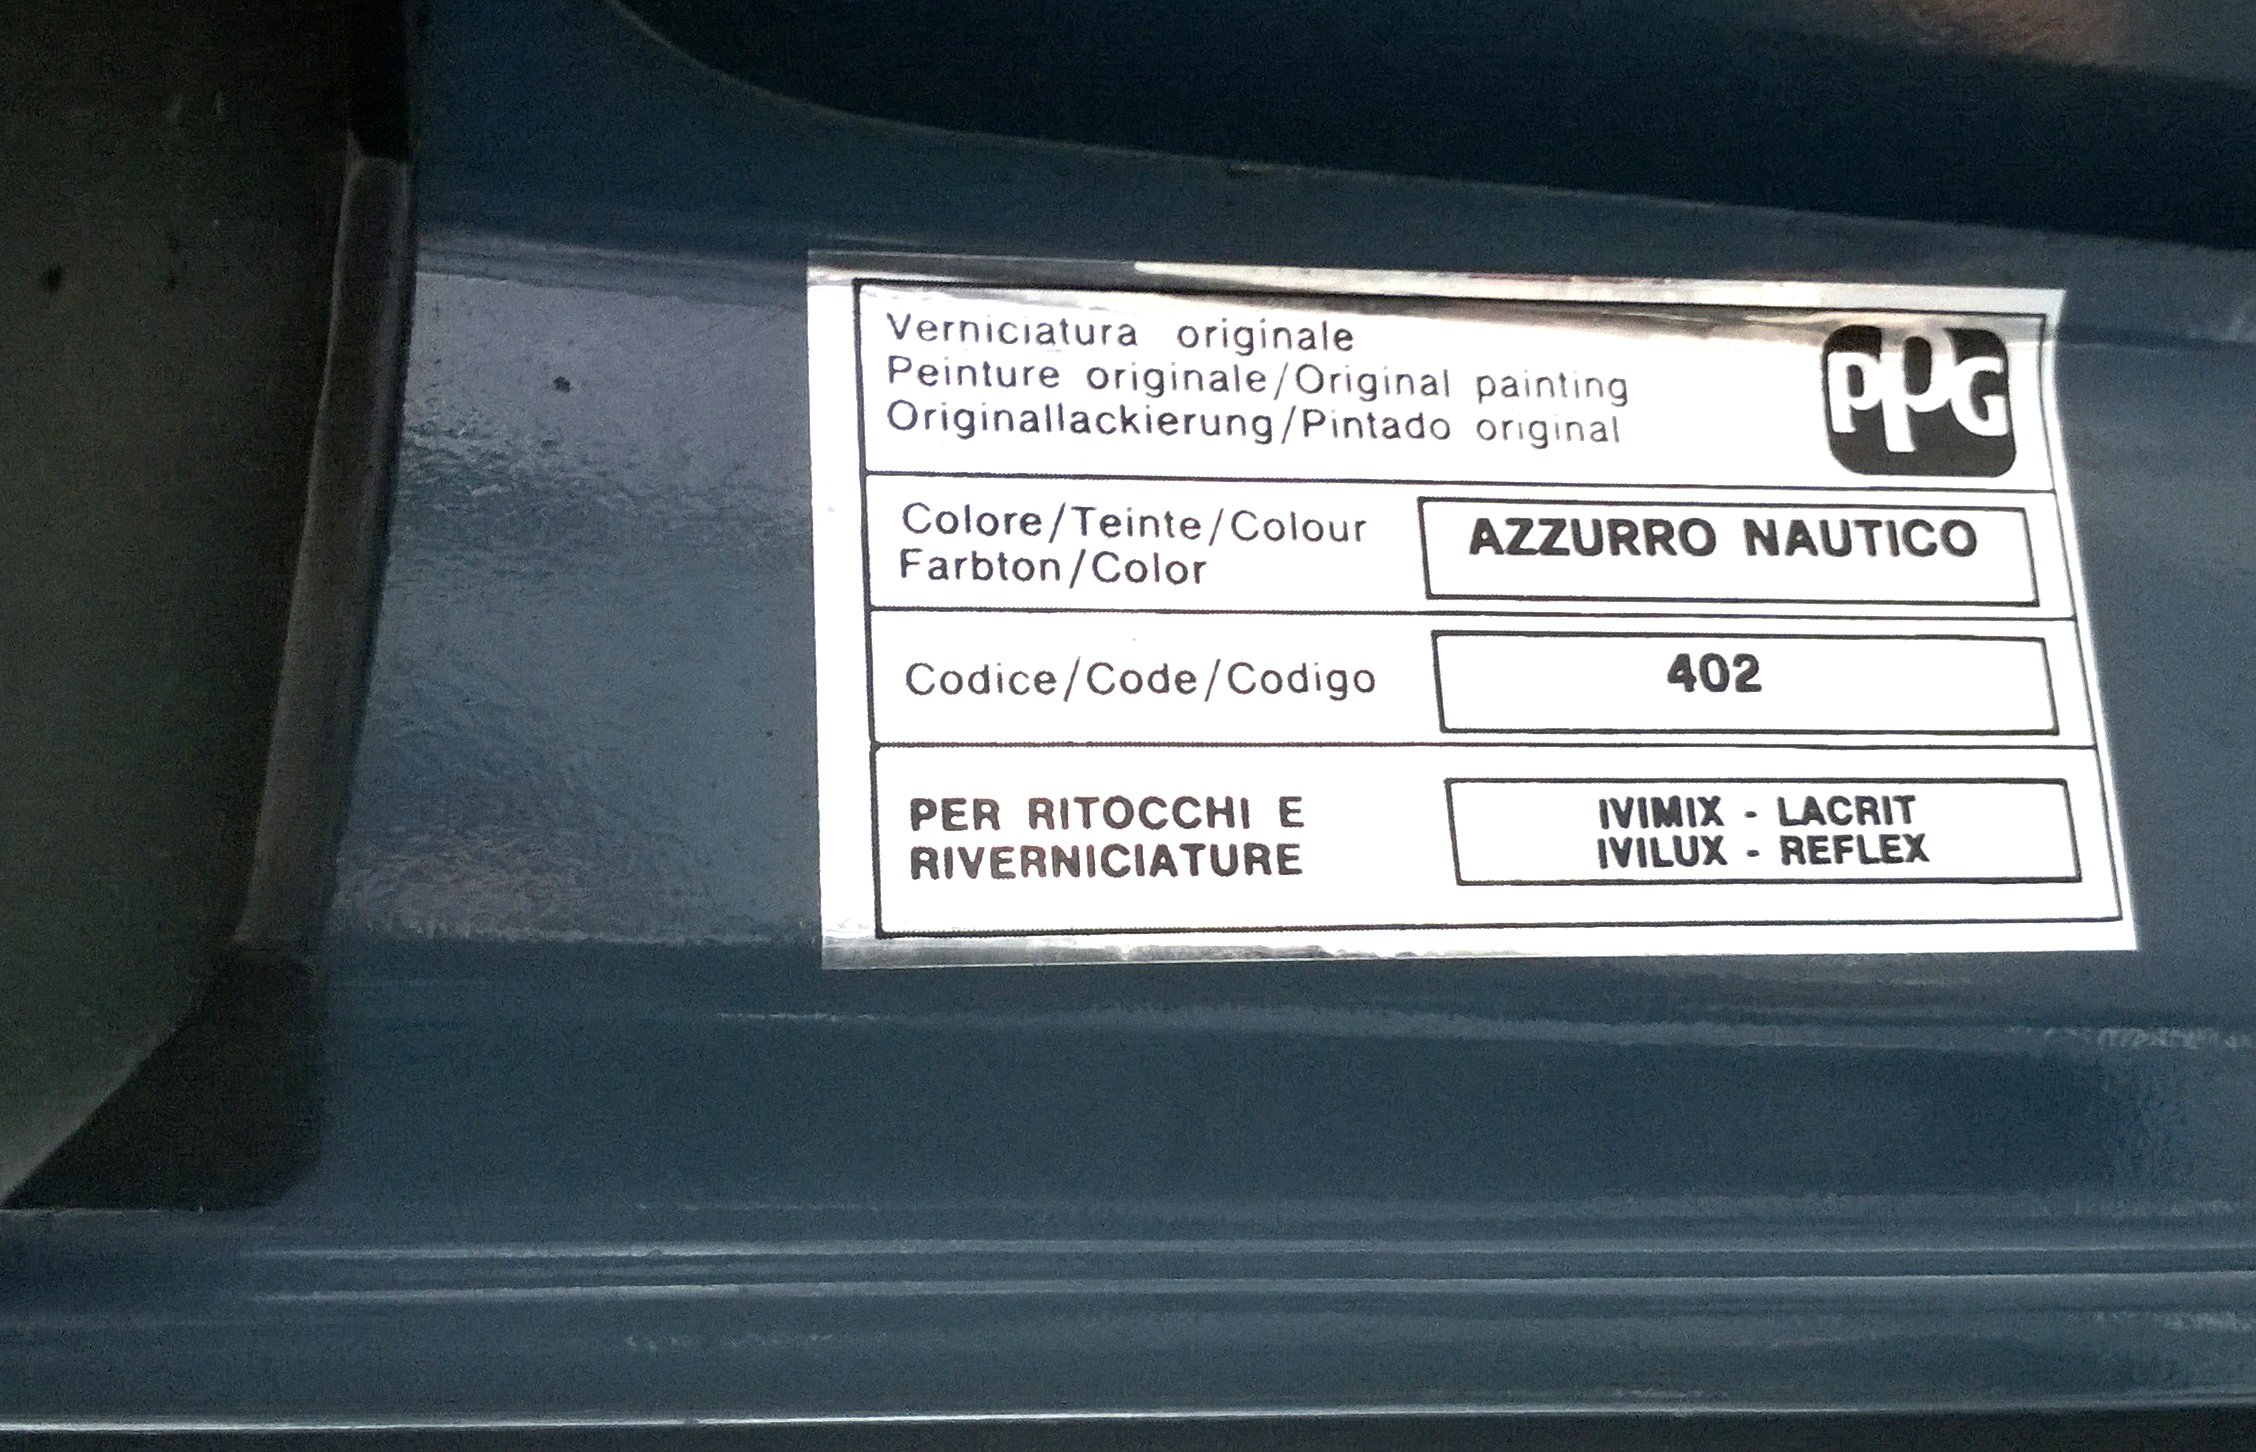 Verniciatura originale
Peinture originale/Original painting
Originallackierung/Pintado original
PPG
Colore/Teinte/Colour
Farbton/Color
AZZURRO NAUTICO
Codice/Code/Codigo
402
PER RITOCCHI E
RIVERNICIATURE
IVIMIX - LACRIT
IVILUX - REFLEX